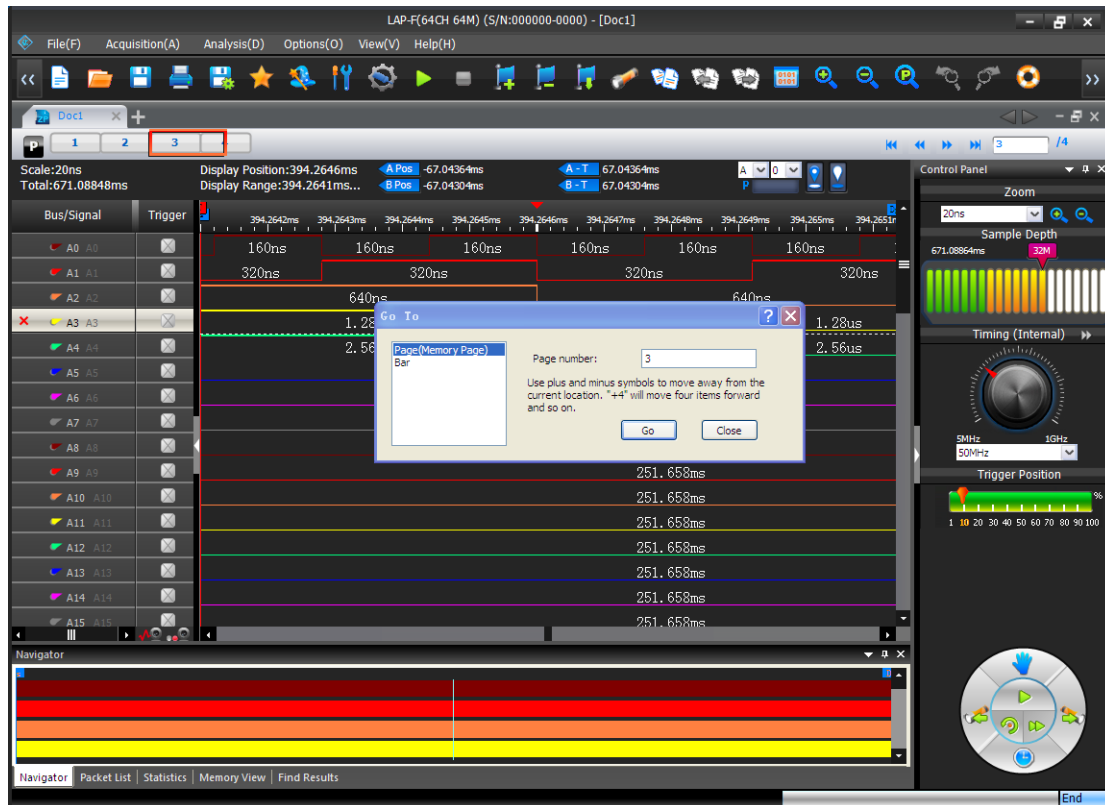 LAP-F(64CH 64M) (S/N:000000-0000) - [Doc1]
File(F) Acquisition(A) Analysis(D) Options(O) View(V) Help(H)
Doc1
P 1 2 3 4 3 /4
Scale:20ns Display Position:394.2646ms A Pos -67.04364ms A - T 67.04364ms A 0
Total:671.08848ms Display Range:394.2641ms... B Pos -67.04304ms B - T 67.04304ms P
Bus/Signal Trigger
394.2642ms 394.2643ms 394.2644ms 394.2645ms 394.2646ms 394.2647ms 394.2648ms 394.2649ms 394.265ms 394.2651m
A0 A0 160ns 160ns 160ns 160ns 160ns 160ns
A1 A1 320ns 320ns 320ns 320ns
A2 A2 640ns 640ns
A3 A3 1.28 1.28us
A4 A4 2.56 2.56us
A5 A5
A6 A6
A7 A7
A8 A8
A9 A9 251.658ms
A10 A10 251.658ms
A11 A11 251.658ms
A12 A12 251.658ms
A13 A13 251.658ms
A14 A14 251.658ms
A15 A15 251.658ms
Go To
Page(Memory Page)
Bar
Page number: 3
Use plus and minus symbols to move away from the
current location. "+4" will move four items forward
and so on.
Go Close
Control Panel
Zoom
20ns
Sample Depth
671.08864ms 32M
Timing (Internal)
5MHz 1GHz
50MHz
Trigger Position
%
1 10 20 30 40 50 60 70 80 90 100
Navigator
Navigator Packet List Statistics Memory View Find Results
End